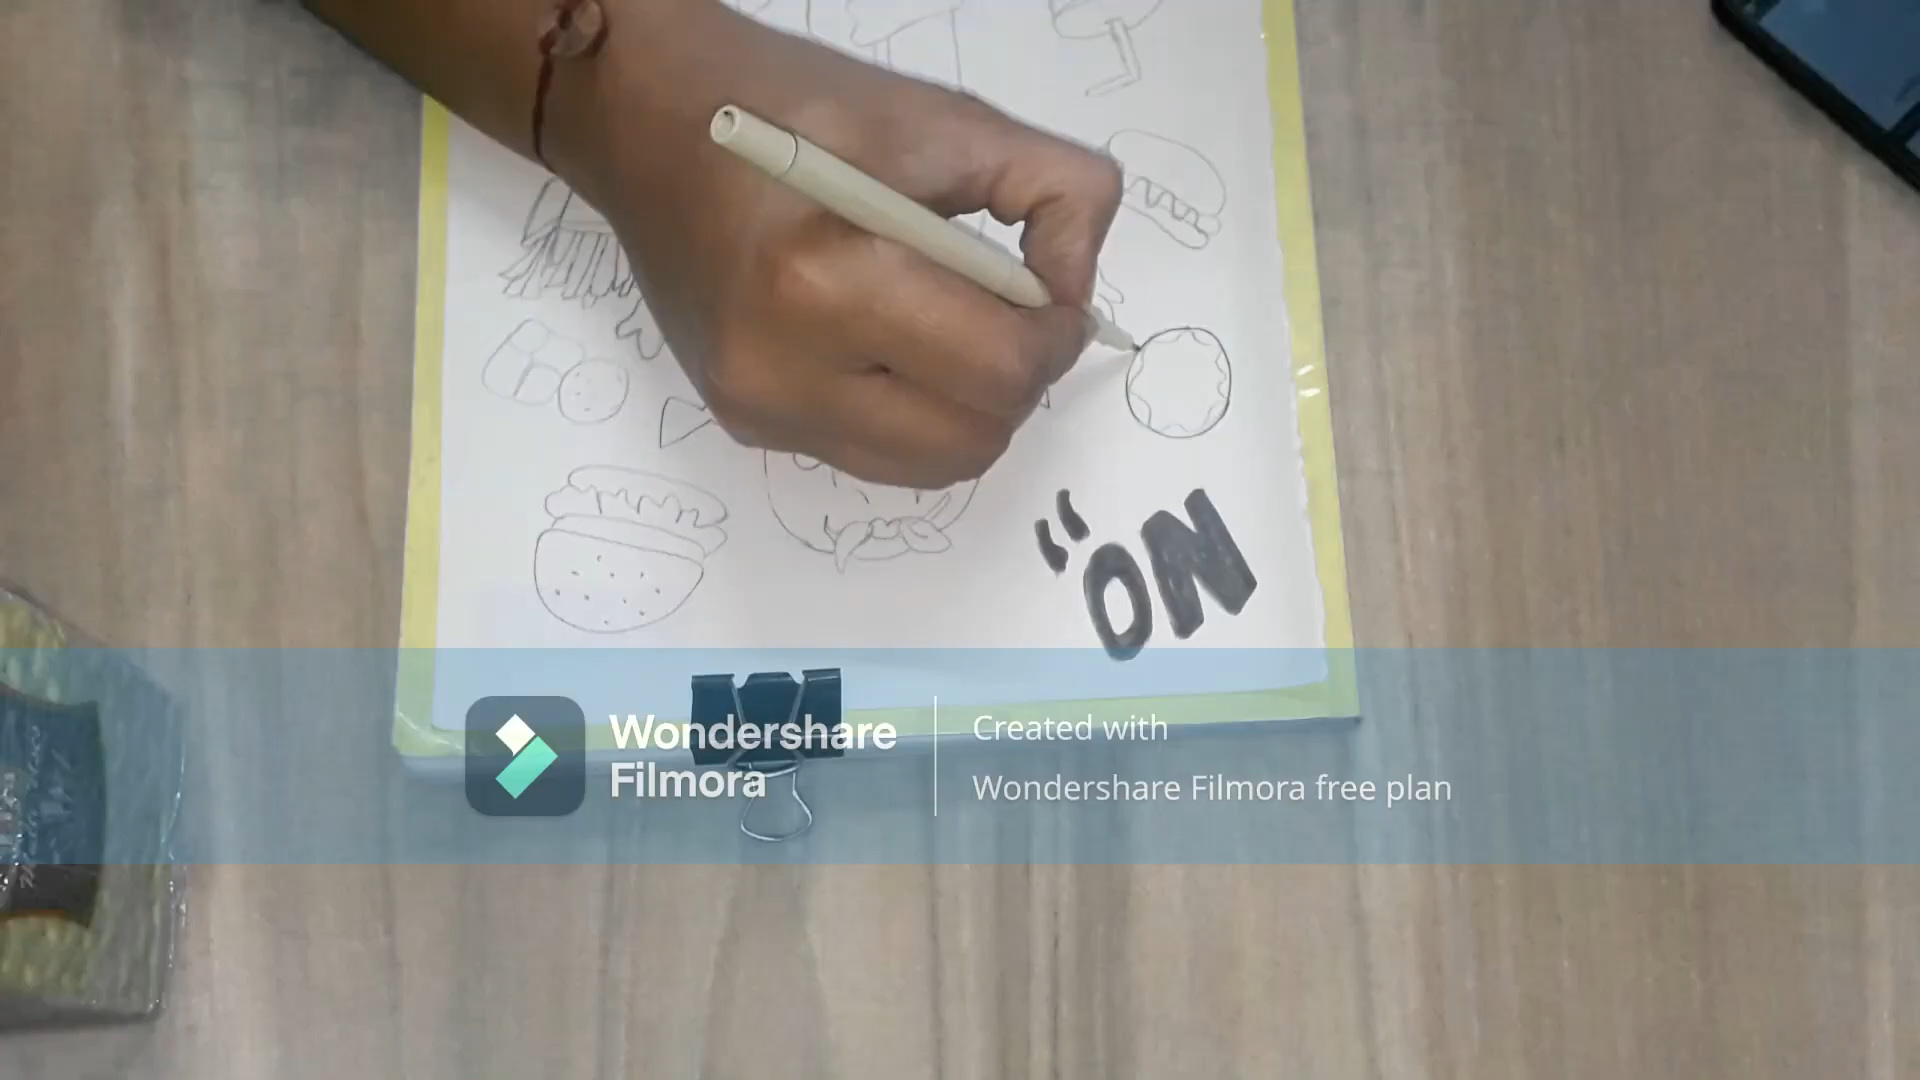 “ON
Wondershare
Filmora
Created with
Wondershare Filmora free plan